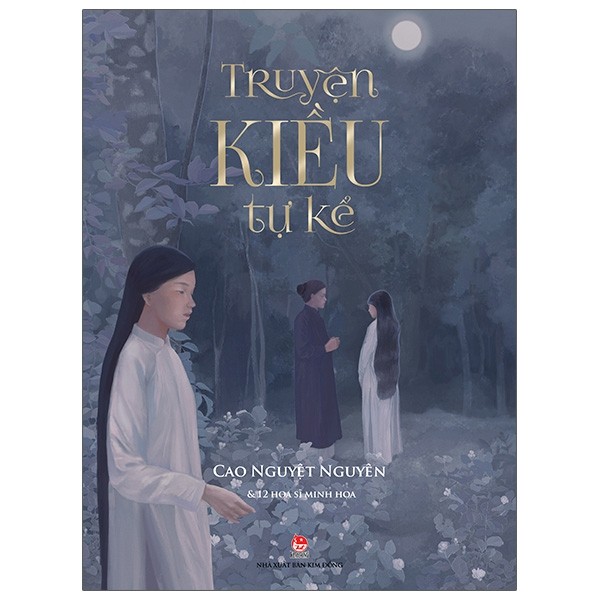 Truyện
KIỀU
tự kể
CAO NGUYỆT NGUYÊN
& 12 HỌA SĨ MINH HỌA
NHÀ XUẤT BẢN KIM ĐỒNG